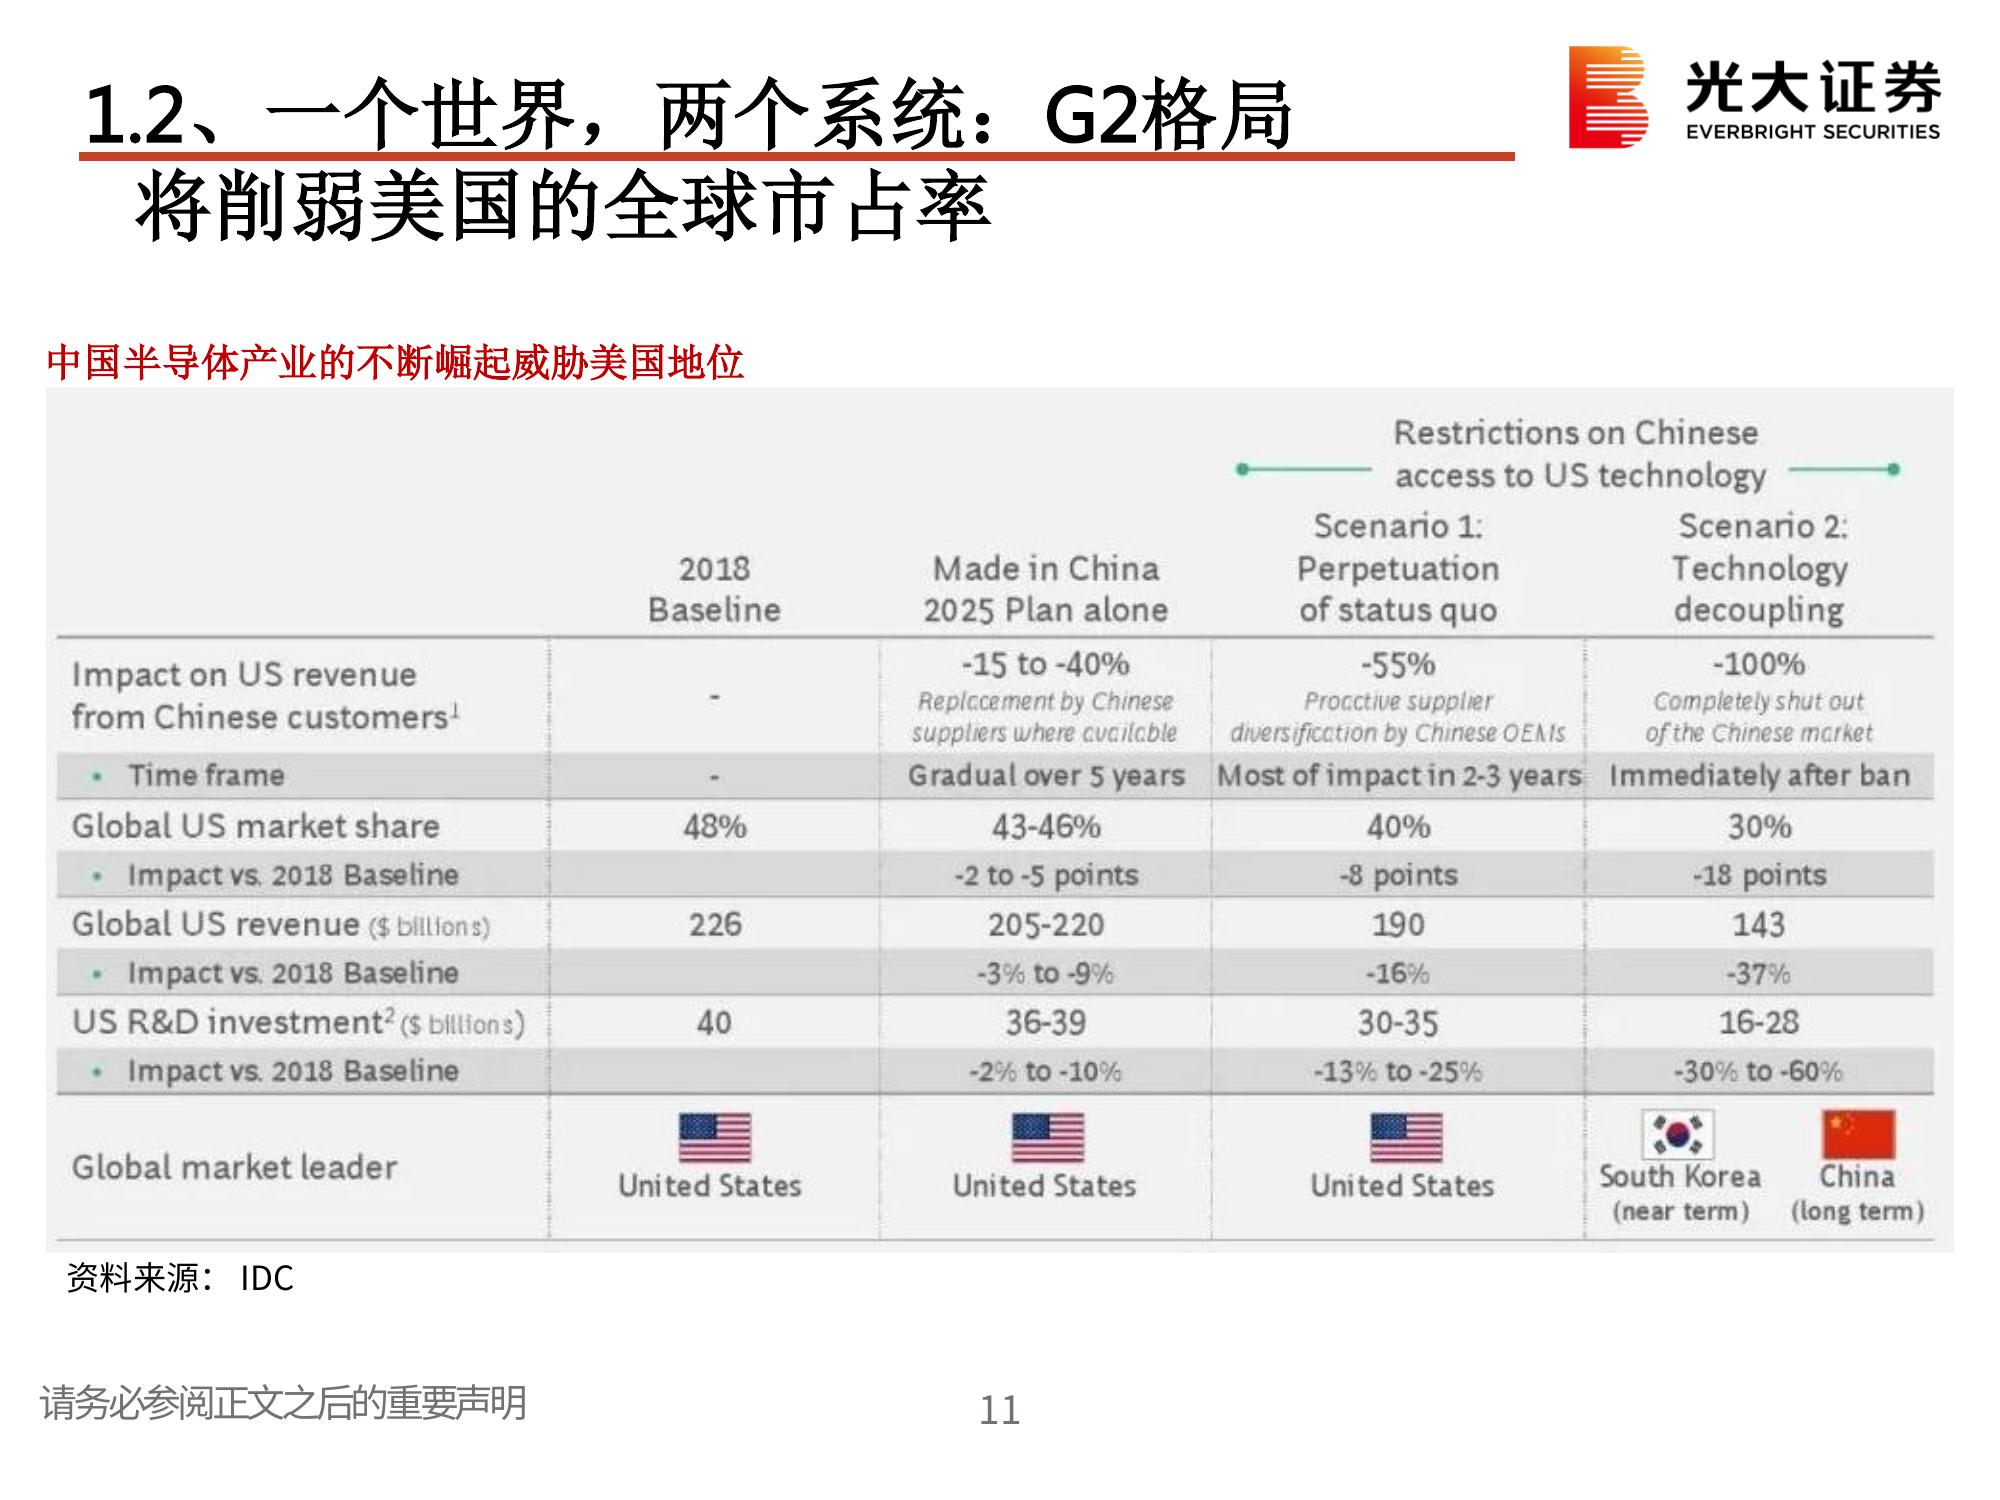 1.2、一个世界，两个系统：G2格局
将削弱美国的全球市占率
光大证券
EVERBRIGHT SECURITIES
中国半导体产业的不断崛起威胁美国地位
Restrictions on Chinese
access to US technology
2018
Baseline
Made in China
2025 Plan alone
Scenario 1:
Perpetuation
of status quo
Scenario 2:
Technology
decoupling
Impact on US revenue
from Chinese customers¹
-
-15 to -40%
Replacement by Chinese
suppliers where available
-55%
Proactive supplier
diversification by Chinese OEMs
-100%
Completely shut out
of the Chinese market
• Time frame - Gradual over 5 years Most of impact in 2-3 years Immediately after ban
Global US market share 48% 43-46% 40% 30%
• Impact vs. 2018 Baseline -2 to -5 points -8 points -18 points
Global US revenue ($ billions) 226 205-220 190 143
• Impact vs. 2018 Baseline -3% to -9% -16% -37%
US R&D investment² ($ billions) 40 36-39 30-35 16-28
• Impact vs. 2018 Baseline -2% to -10% -13% to -25% -30% to -60%
Global market leader
United States
United States
United States
South Korea
(near term)
China
(long term)
资料来源： IDC
请务必参阅正文之后的重要声明
11